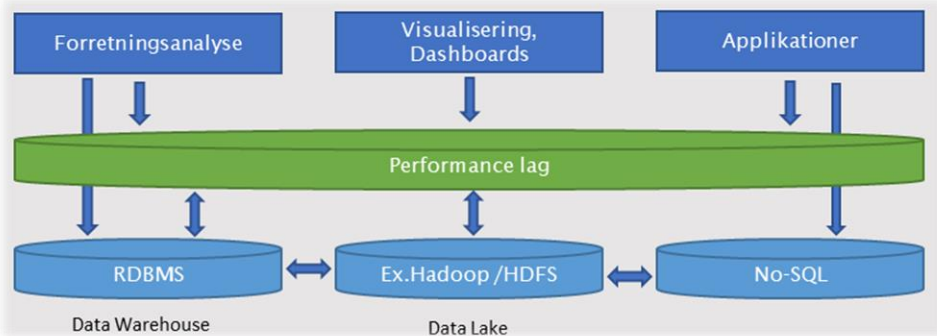 Forretningsanalyse
Visualisering,
Dashboards
Applikationer
Performance lag
RDBMS
Ex.Hadoop /HDFS
No-SQL
Data Warehouse
Data Lake